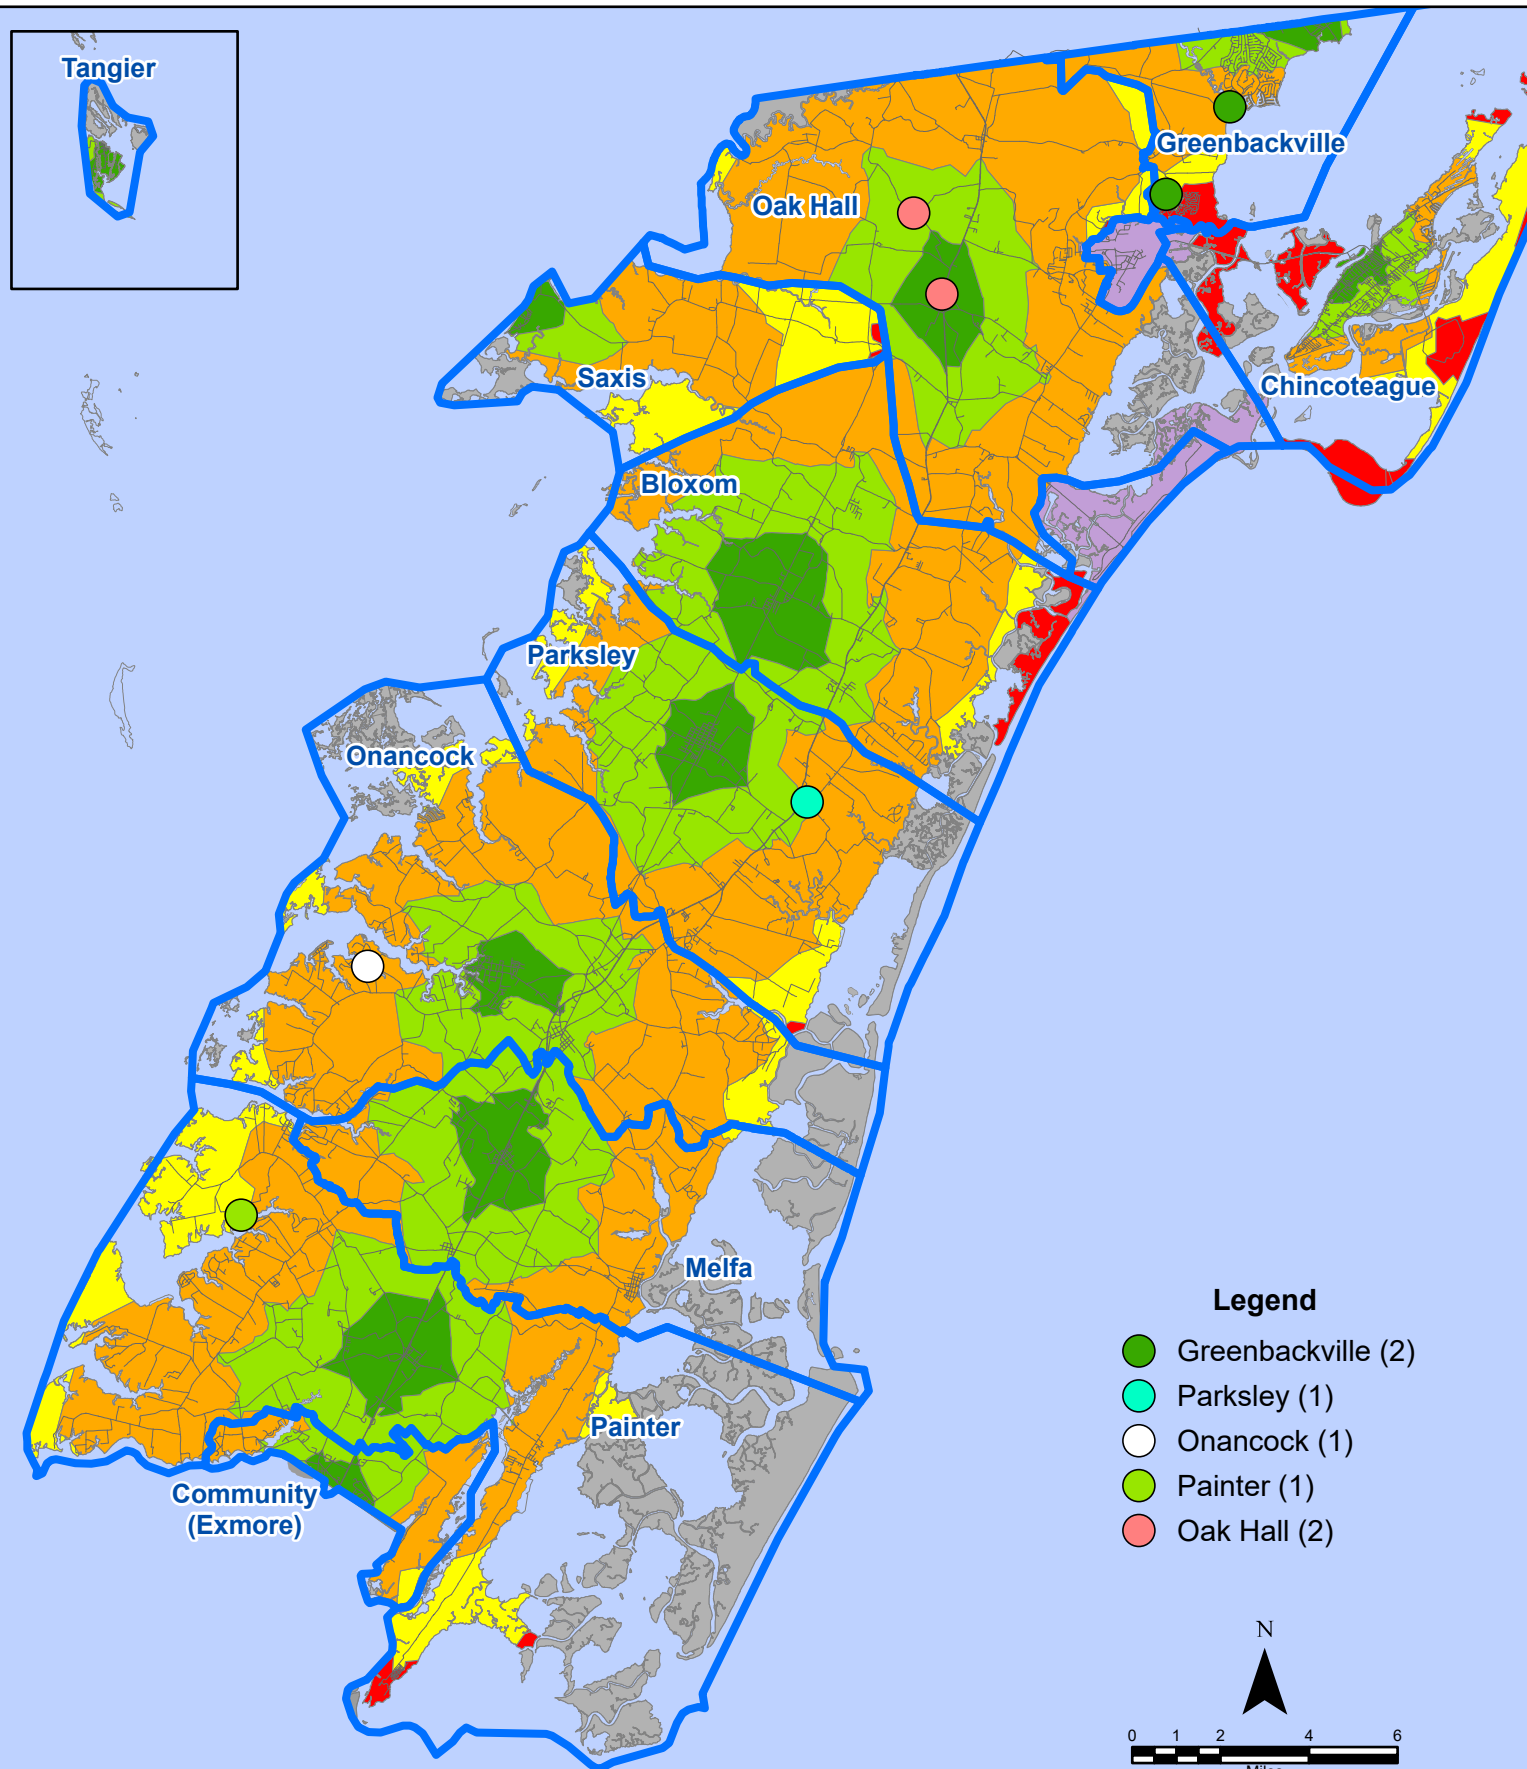 Tangier
Greenbackville
Oak Hall
Saxis
Chincoteague
Bloxom
Parksley
Onancock
Melfa
Painter
Community
(Exmore)
Legend
Greenbackville (2)
Parksley (1)
Onancock (1)
Painter (1)
Oak Hall (2)
N
0 1 2 4 6
Miles